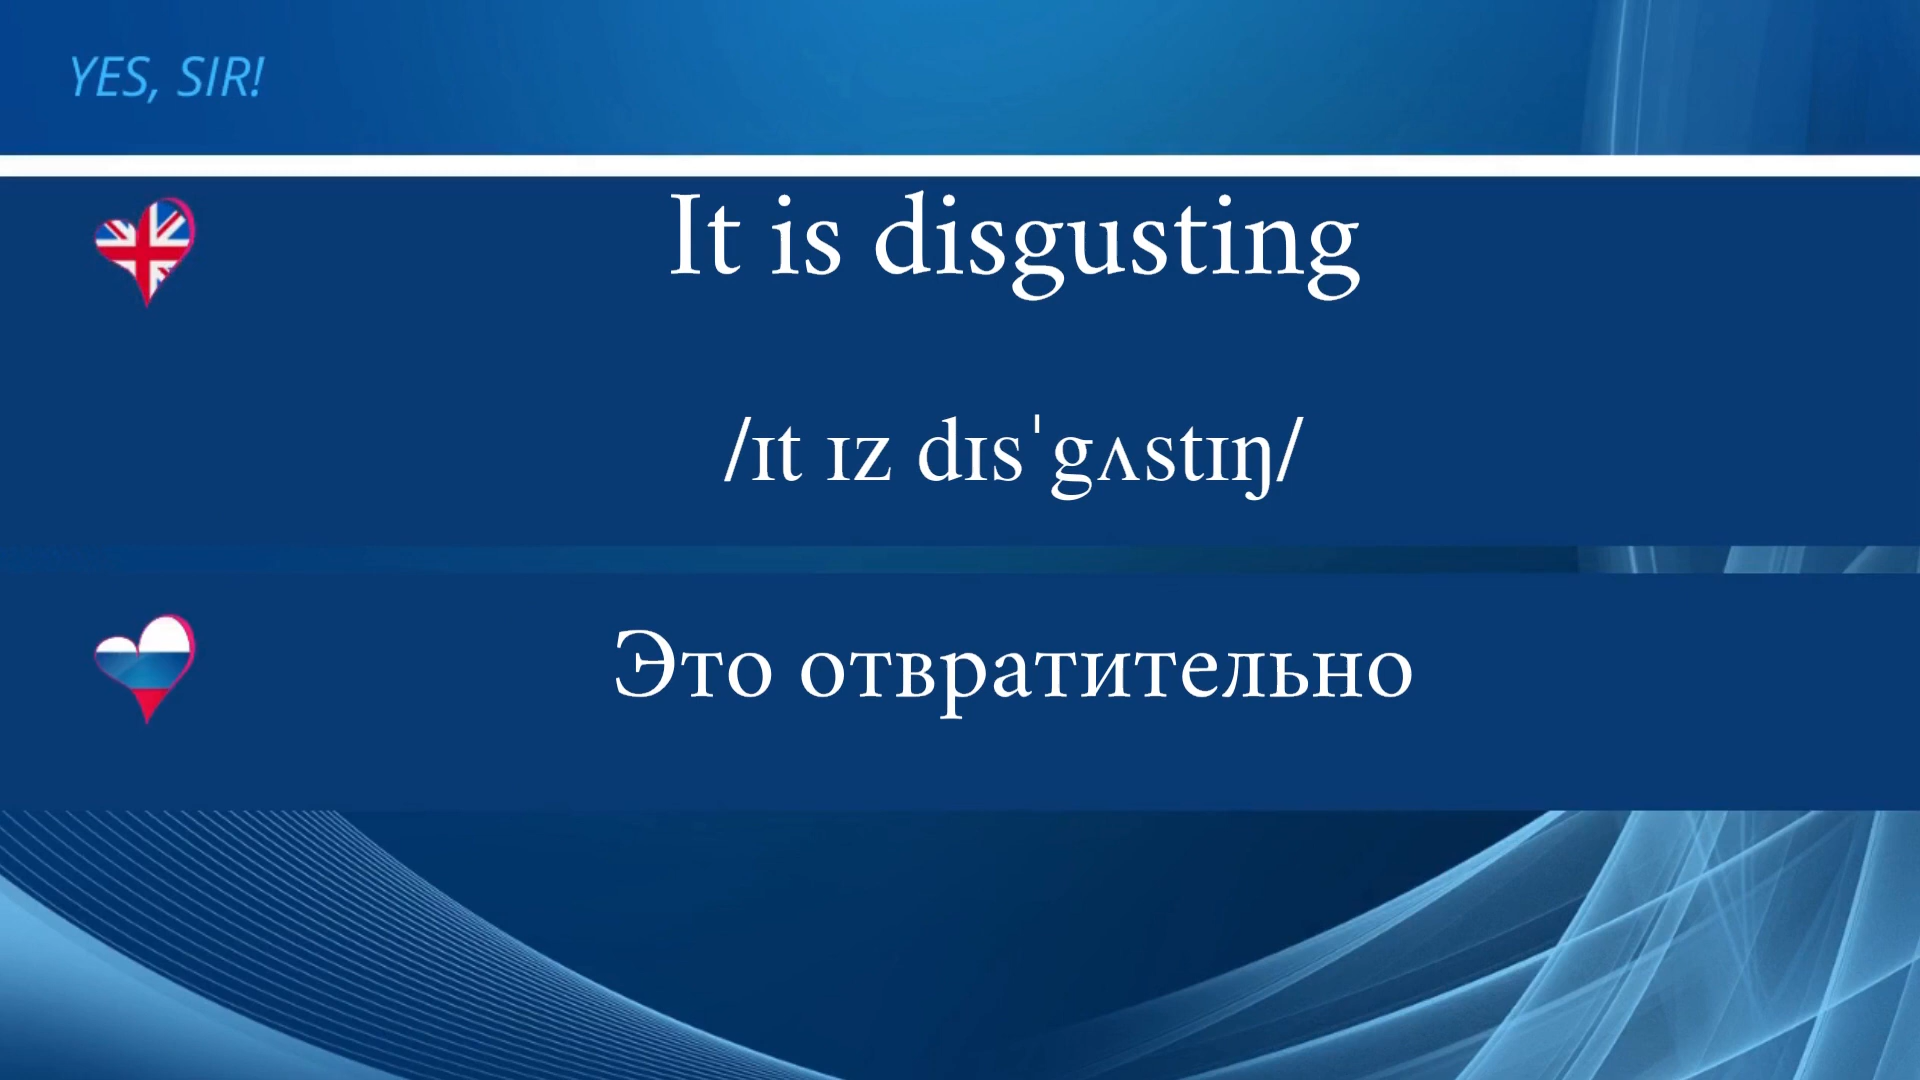 YES, SIR!
It is disgusting
/ɪt ɪz dɪsˈgʌstɪŋ/
Это отвратительно